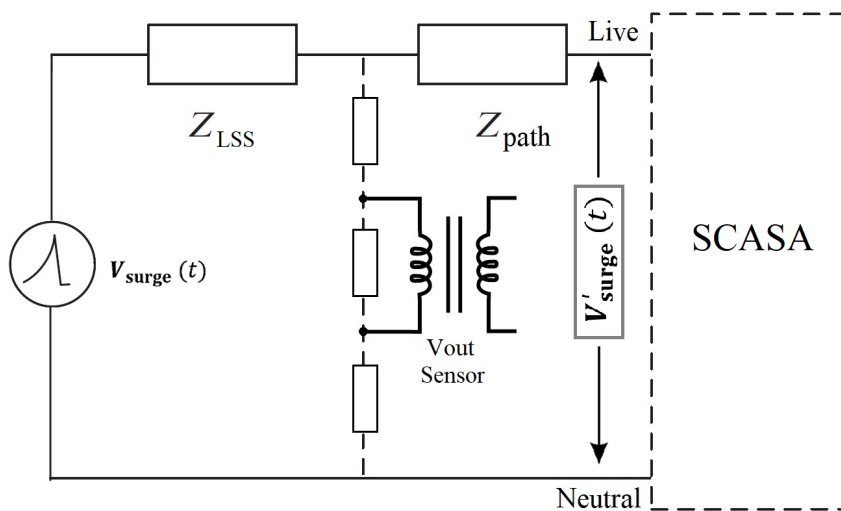 Live
Z_LSS
Z_path
V_surge (t)
V'_surge (t)
SCASA
Vout
Sensor
Neutral